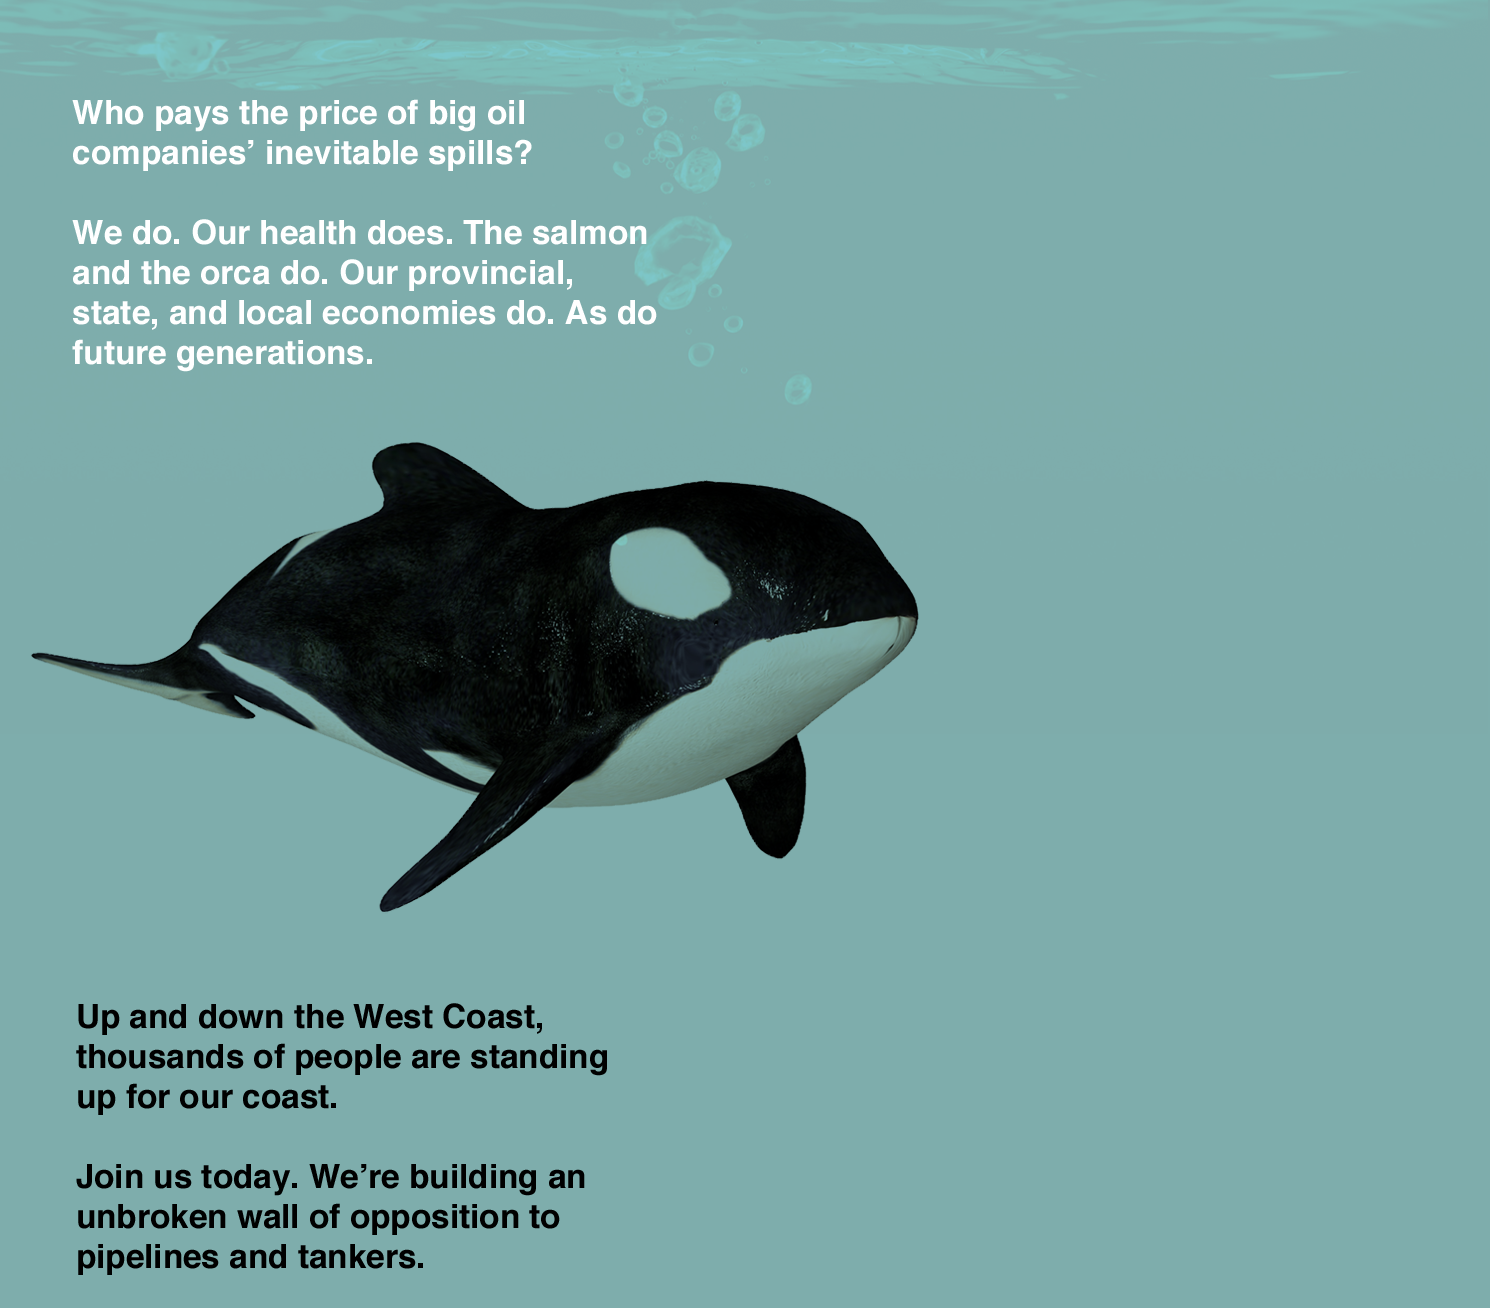 Who pays the price of big oil
companies’ inevitable spills?
We do. Our health does. The salmon
and the orca do. Our provincial,
state, and local economies do. As do
future generations.
Up and down the West Coast,
thousands of people are standing
up for our coast.
Join us today. We’re building an
unbroken wall of opposition to
pipelines and tankers.